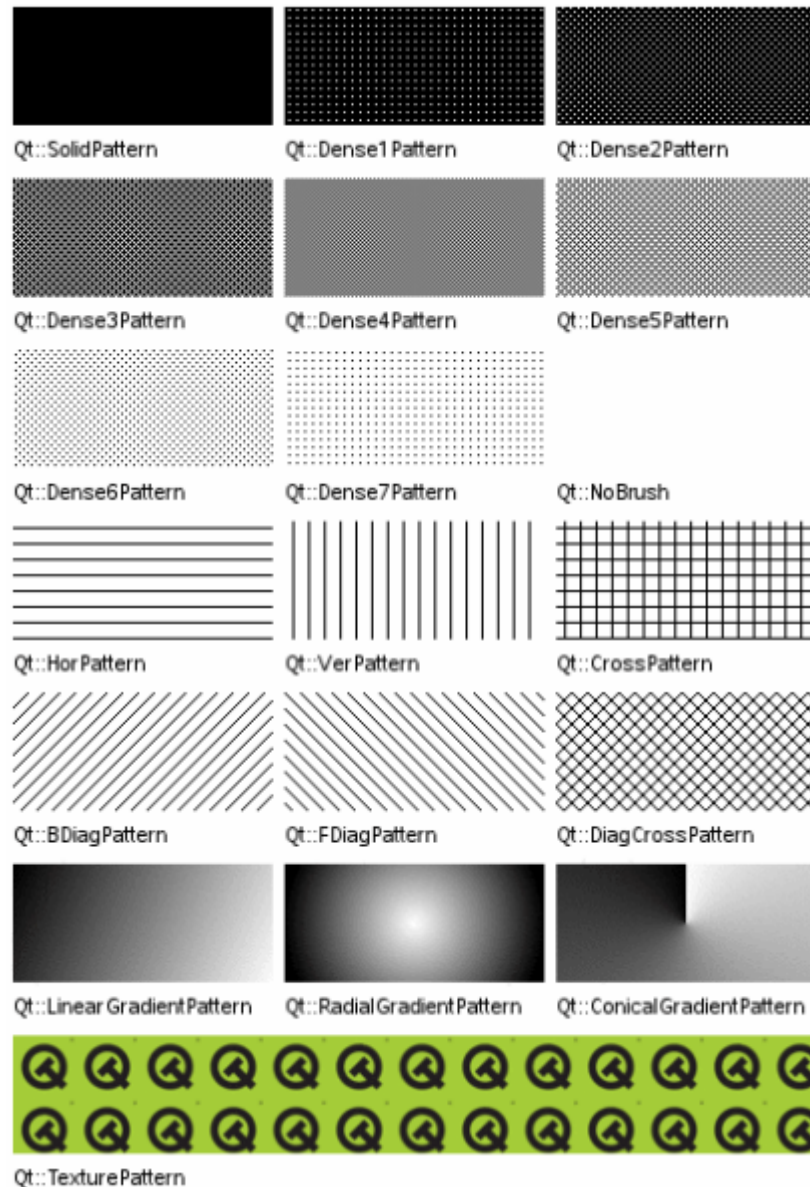 Qt::SolidPattern
Qt::Dense1Pattern
Qt::Dense2Pattern
Qt::Dense3Pattern
Qt::Dense4Pattern
Qt::Dense5Pattern
Qt::Dense6Pattern
Qt::Dense7Pattern
Qt::NoBrush
Qt::HorPattern
Qt::VerPattern
Qt::CrossPattern
Qt::BDiagPattern
Qt::FDiagPattern
Qt::DiagCrossPattern
Qt::LinearGradientPattern
Qt::RadialGradientPattern
Qt::ConicalGradientPattern
Qt::TexturePattern